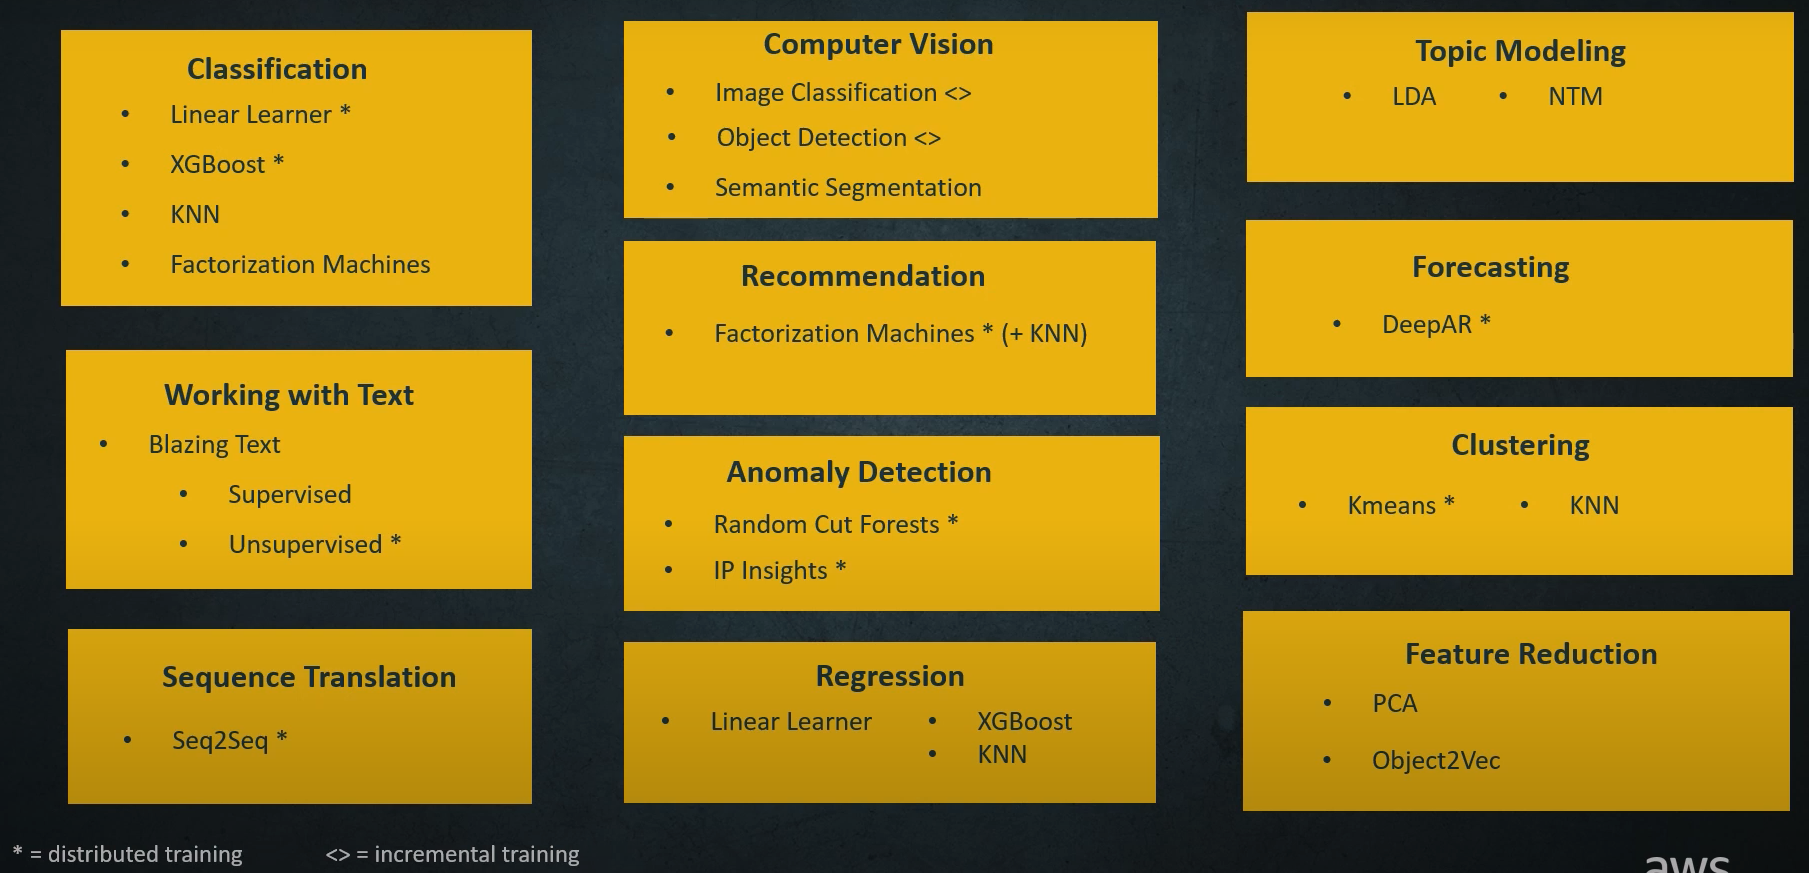 Classification
• Linear Learner *
• XGBoost *
• KNN
• Factorization Machines
Working with Text
• Blazing Text
• Supervised
• Unsupervised *
Sequence Translation
• Seq2Seq *
Computer Vision
• Image Classification <>
• Object Detection <>
• Semantic Segmentation
Recommendation
• Factorization Machines * (+ KNN)
Anomaly Detection
• Random Cut Forests *
• IP Insights *
Regression
• Linear Learner • XGBoost
• KNN
Topic Modeling
• LDA • NTM
Forecasting
• DeepAR *
Clustering
• Kmeans * • KNN
Feature Reduction
• PCA
• Object2Vec
* = distributed training <> = incremental training
aws